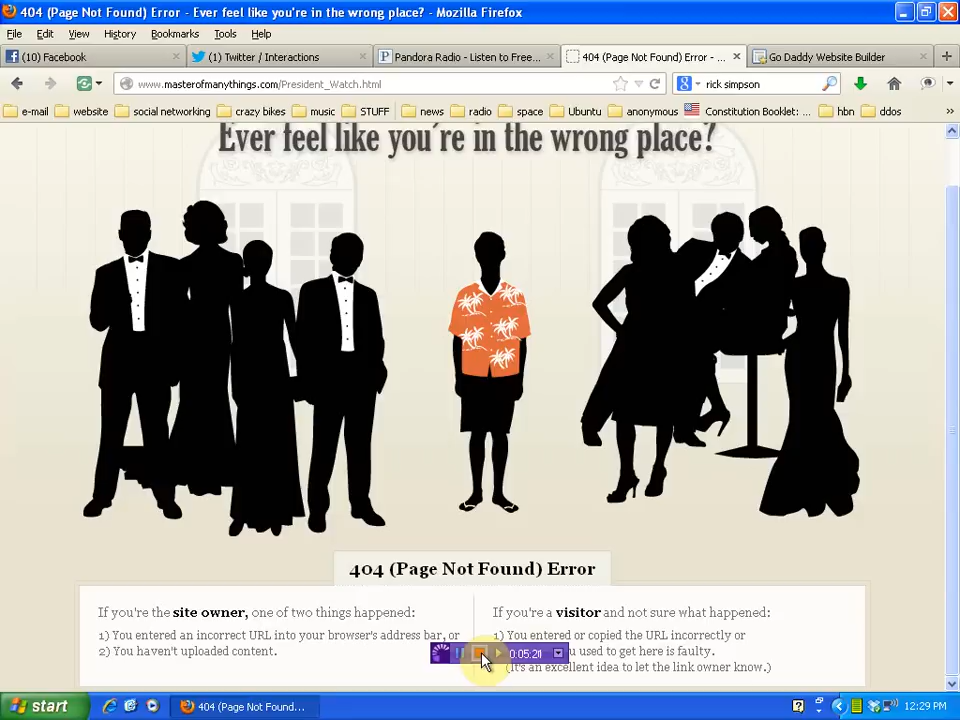 404 (Page Not Found) Error - Ever feel like you're in the wrong place? - Mozilla Firefox
File Edit View History Bookmarks Tools Help
(10) Facebook
(1) Twitter / Interactions
Pandora Radio - Listen to Free...
404 (Page Not Found) Error - ...
Go Daddy Website Builder
www.masterofmanythings.com/President_Watch.html
rick simpson
e-mail website social networking crazy bikes music STUFF news radio space Ubuntu anonymous Constitution Booklet:... hbn ddos
Ever feel like you're in the wrong place?
404 (Page Not Found) Error
If you're the site owner, one of two things happened:
1) You entered an incorrect URL into your browser's address bar, or
2) You haven't uploaded content.
If you're a visitor and not sure what happened:
1) You entered or copied the URL incorrectly or
u used to get here is faulty.
(It's an excellent idea to let the link owner know.)
0:05:21
start
404 (Page Not Found...
12:29 PM